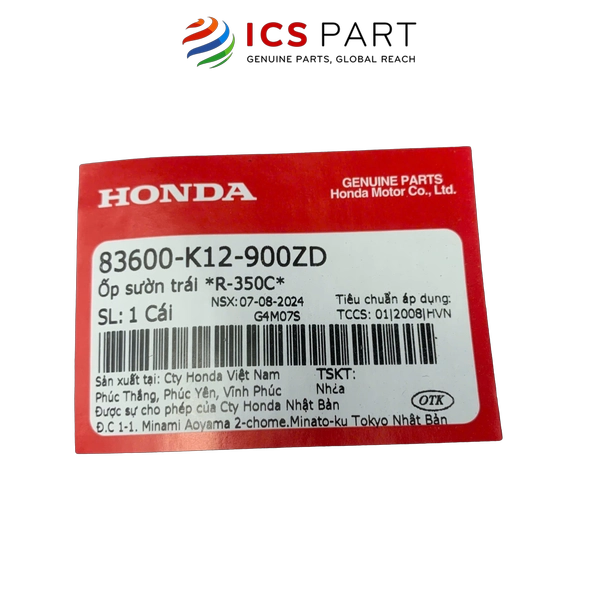 ICS PART
GENUINE PARTS, GLOBAL REACH
HONDA
GENUINE PARTS
Honda Motor Co., Ltd.
83600-K12-900ZD
Ốp sườn trái *R-350C*
NSX: 07-08-2024
Tiêu chuẩn áp dụng:
SL: 1 Cái
G4M07S
TCCS: 01|2008|HVN
Sản xuất tại: Cty Honda Việt Nam
TSKT:
Phúc Thắng, Phúc Yên, Vĩnh Phúc
Nhựa
Được sự cho phép của Cty Honda Nhật Bản
OTK
Đ.C 1-1. Minami Aoyama 2-chome.Minato-ku Tokyo Nhật Bản